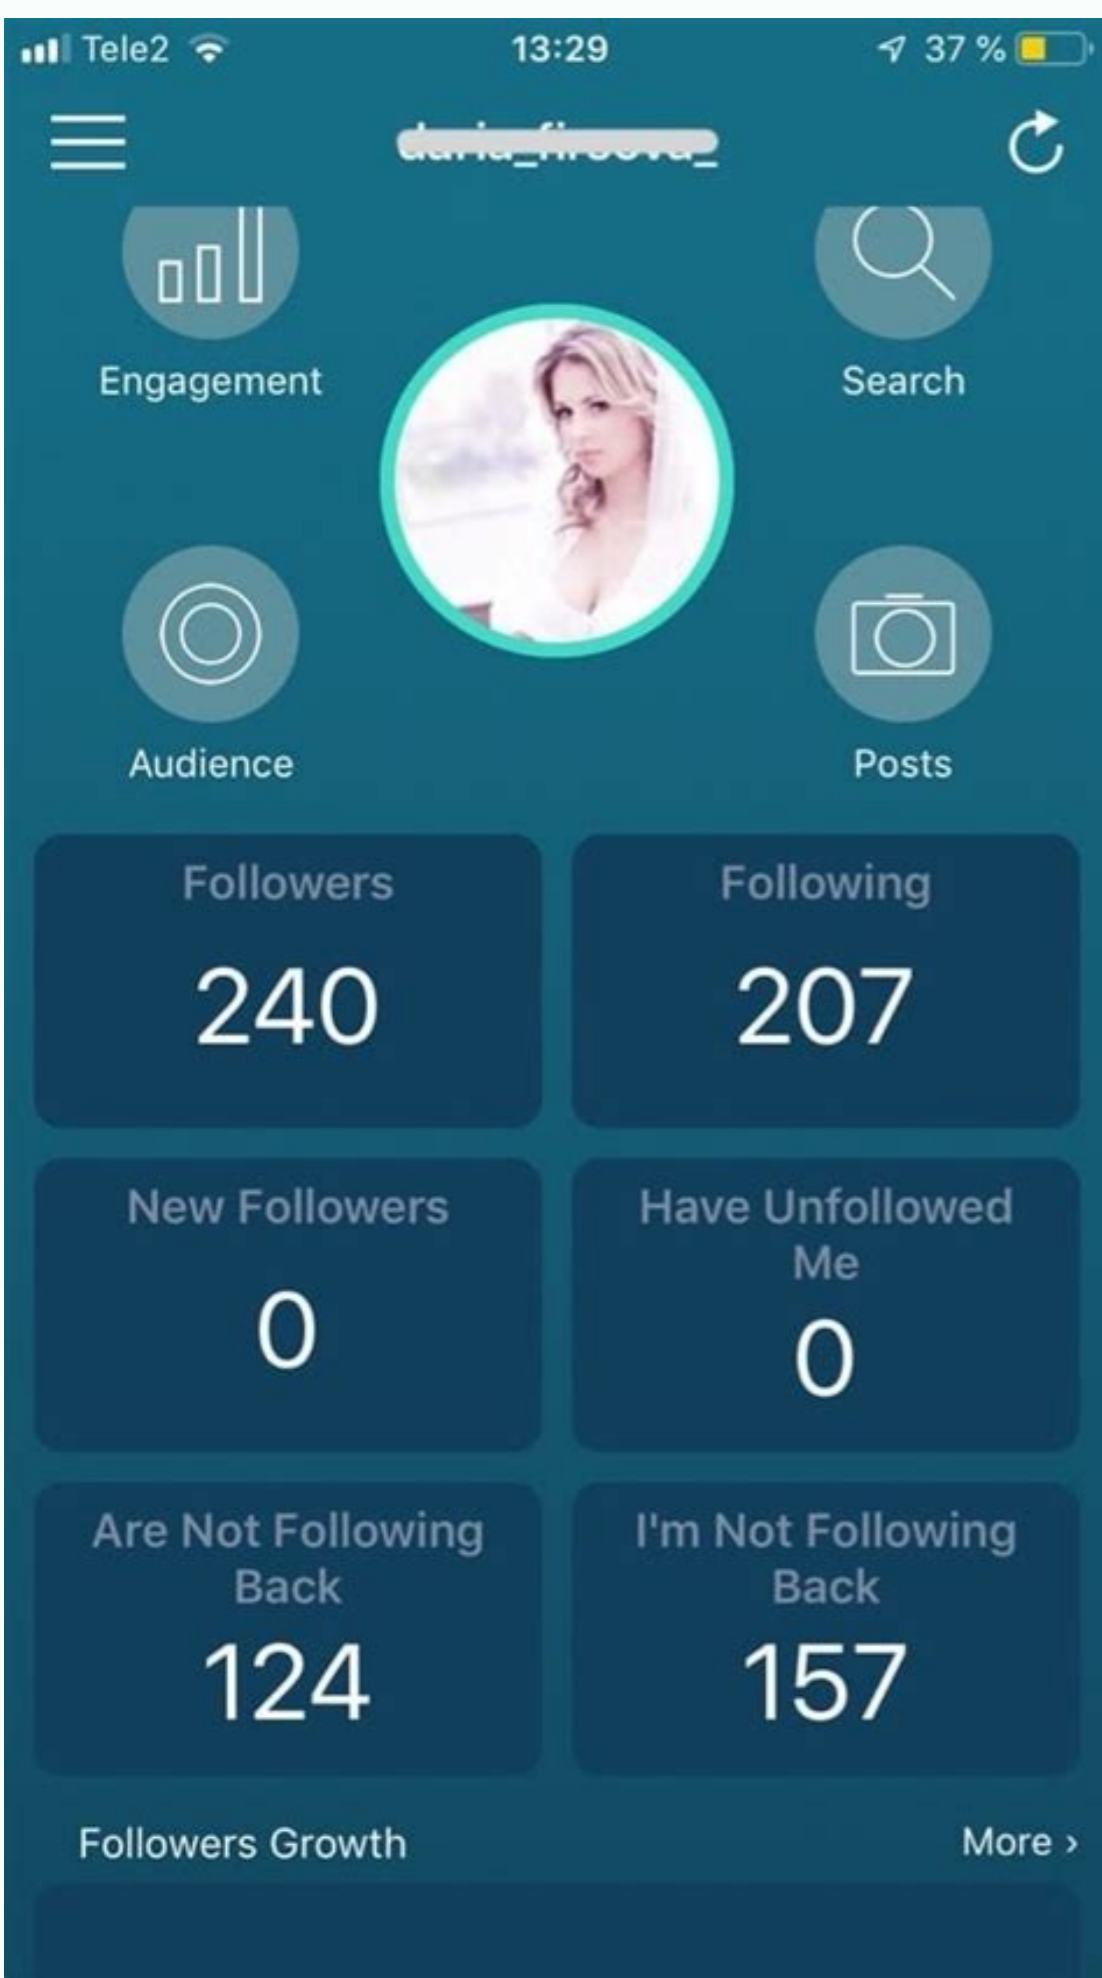 Tele2 13:29 37 %
Engagement Search
Audience Posts
Followers Following
240 207
New Followers Have Unfollowed
Me
0 0
Are Not Following I'm Not Following
Back Back
124 157
Followers Growth More ›